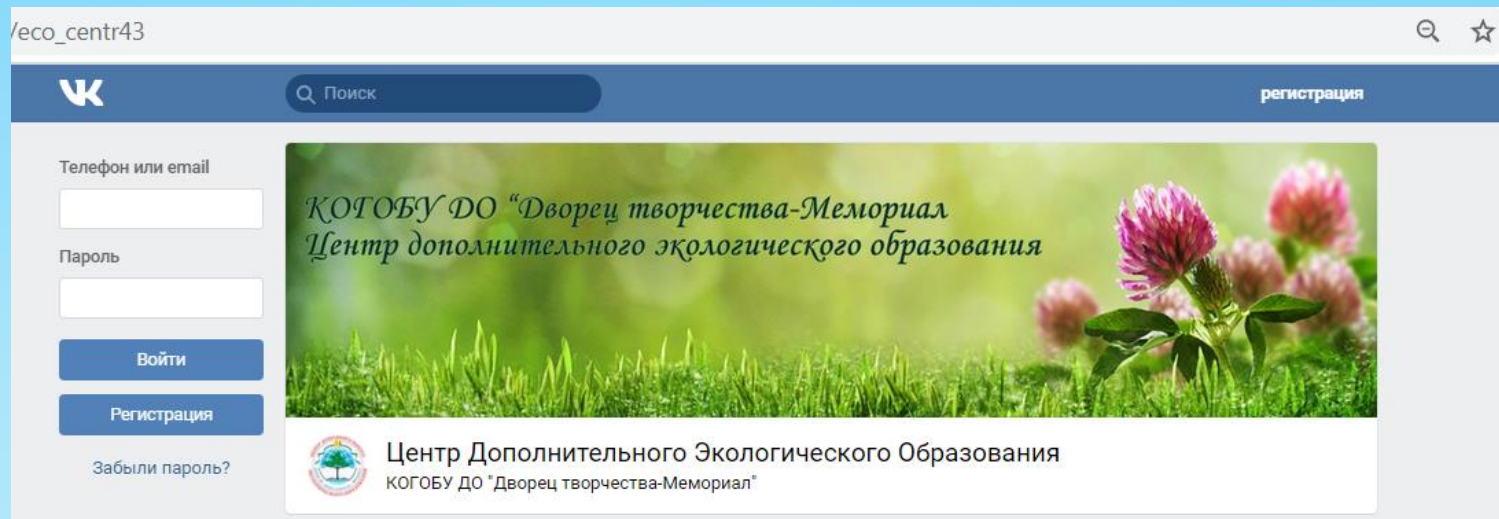 /eco_centr43
Поиск
регистрация
Телефон или email
Пароль
Войти
Регистрация
Забыли пароль?
КОГОБУ ДО "Дворец творчества-Мемориал
Центр дополнительного экологического образования
Центр Дополнительного Экологического Образования
КОГОБУ ДО "Дворец творчества-Мемориал"